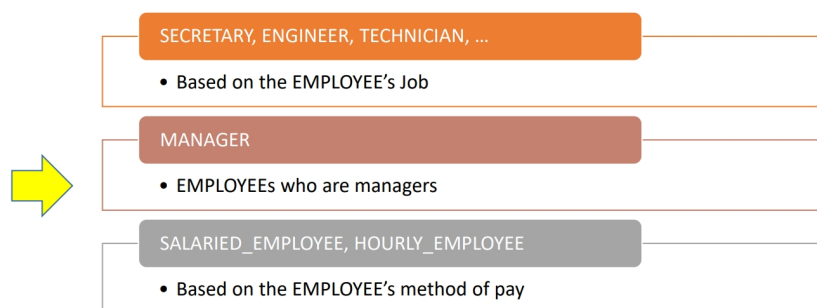 SECRETARY, ENGINEER, TECHNICIAN, ...
• Based on the EMPLOYEE’s Job
MANAGER
• EMPLOYEEs who are managers
SALARIED_EMPLOYEE, HOURLY_EMPLOYEE
• Based on the EMPLOYEE’s method of pay